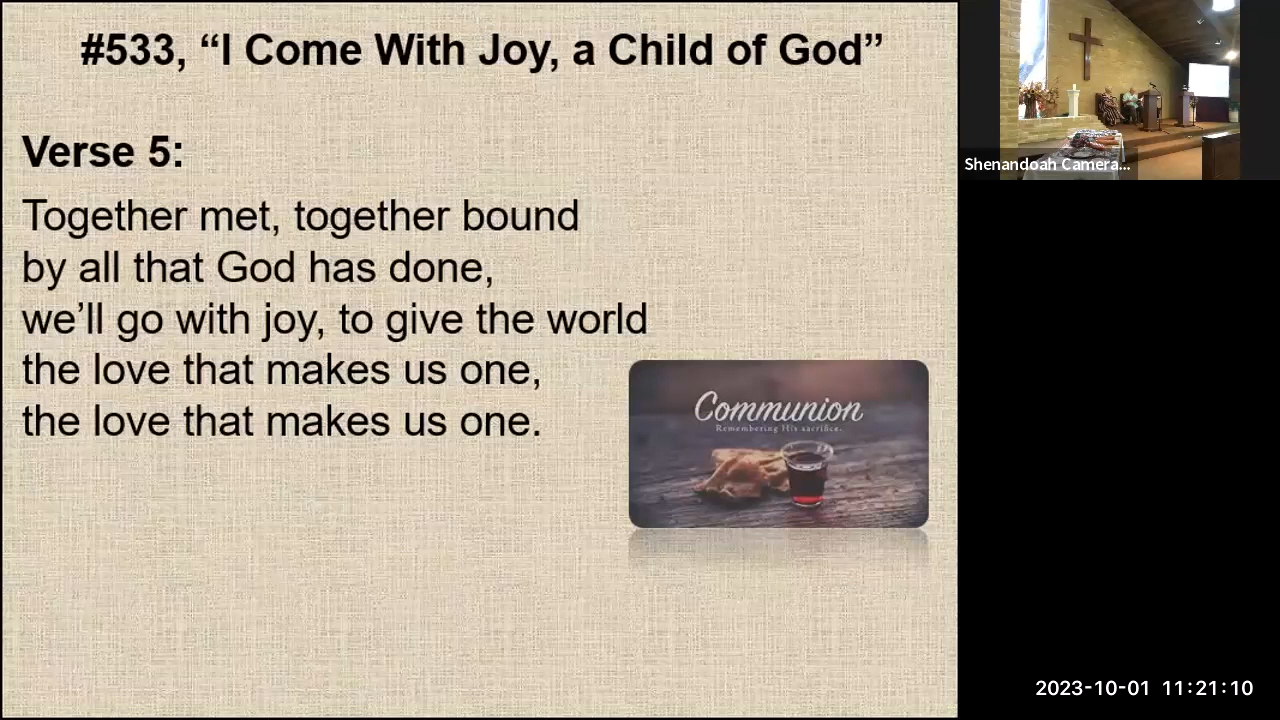 #533, “I Come With Joy, a Child of God”
Verse 5:
Together met, together bound
by all that God has done,
we’ll go with joy, to give the world
the love that makes us one,
the love that makes us one.
Communion
Remembering His sacrifice.
Shenandoah Camera...
2023-10-01 11:21:10